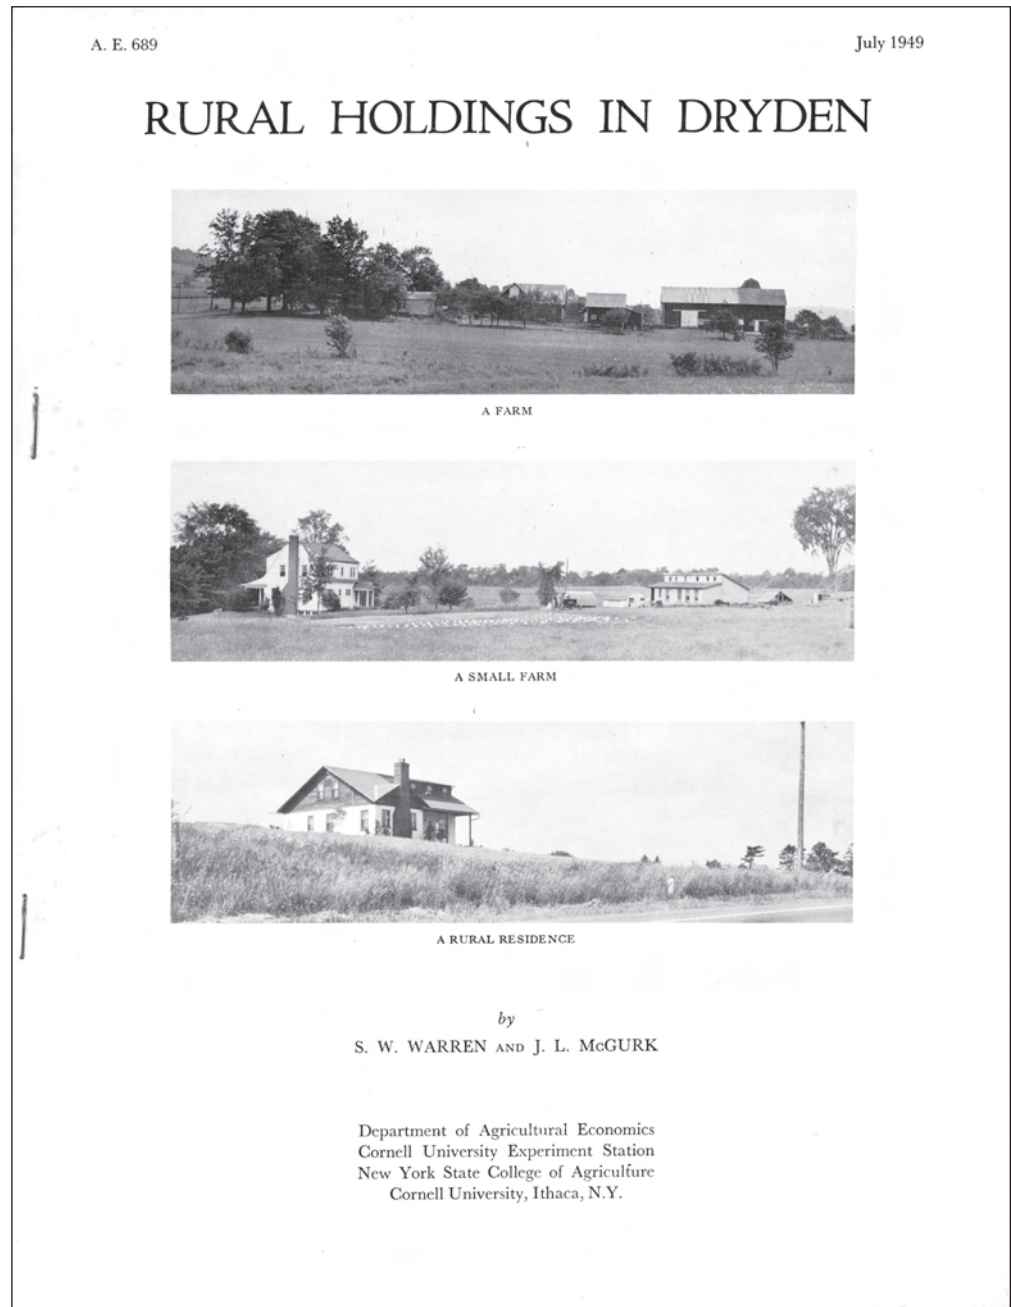 A. E. 689
July 1949
RURAL HOLDINGS IN DRYDEN
A FARM
A SMALL FARM
A RURAL RESIDENCE
by
S. W. WARREN AND J. L. McGURK
Department of Agricultural Economics
Cornell University Experiment Station
New York State College of Agriculture
Cornell University, Ithaca, N.Y.